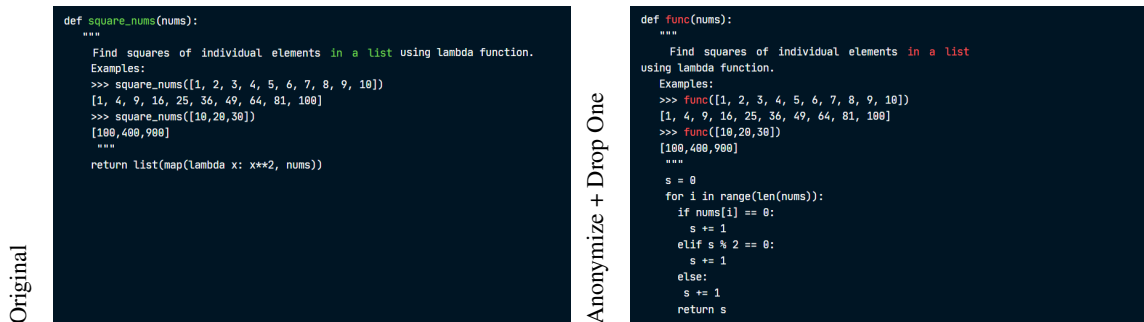 Original
def square_nums(nums):
"""
Find squares of individual elements in a list using lambda function.
Examples:
>>> square_nums([1, 2, 3, 4, 5, 6, 7, 8, 9, 10])
[1, 4, 9, 16, 25, 36, 49, 64, 81, 100]
>>> square_nums([10,20,30])
[100,400,900]
"""
return list(map(lambda x: x**2, nums))
Anonymize + Drop One
def func(nums):
"""
Find squares of individual elements in a list
using lambda function.
Examples:
>>> func([1, 2, 3, 4, 5, 6, 7, 8, 9, 10])
[1, 4, 9, 16, 25, 36, 49, 64, 81, 100]
>>> func([10,20,30])
[100,400,900]
"""
s = 0
for i in range(len(nums)):
if nums[i] == 0:
s += 1
elif s % 2 == 0:
s += 1
else:
s += 1
return s